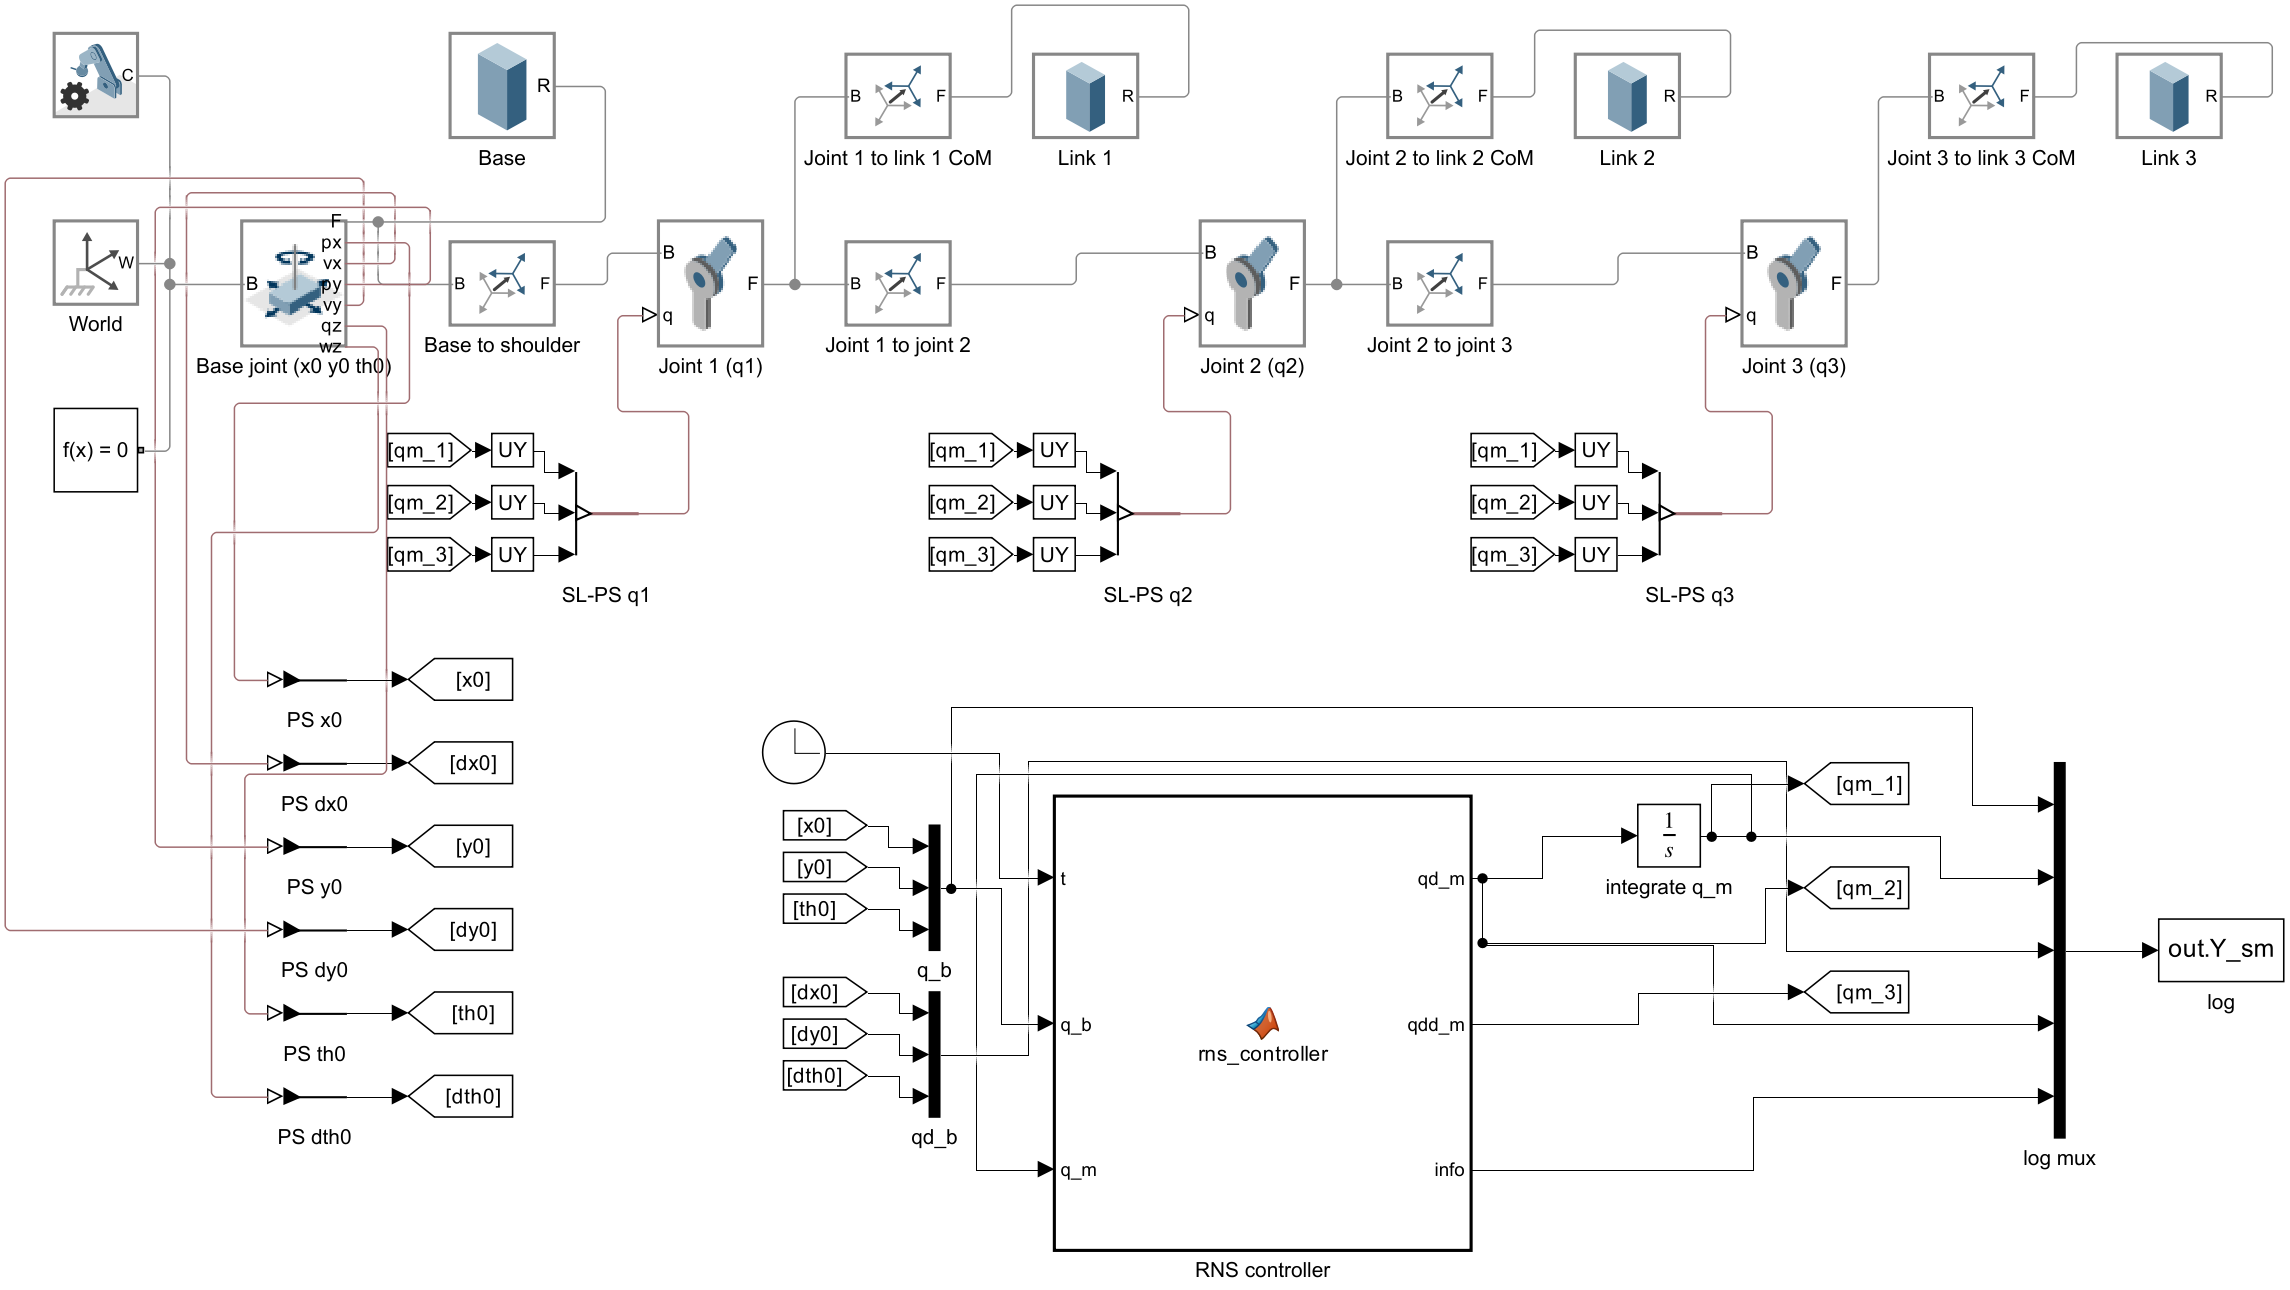 C
R
Base
B
F
Joint 1 to link 1 CoM
R
Link 1
B
F
Joint 2 to link 2 CoM
R
Link 2
B
F
Joint 3 to link 3 CoM
R
Link 3
W
World
B
F
px
vx
py
vy
qz
wz
Base joint (x0 y0 th0)
B
F
Base to shoulder
B
q
F
Joint 1 (q1)
B
F
Joint 1 to joint 2
B
q
F
Joint 2 (q2)
B
F
Joint 2 to joint 3
B
q
F
Joint 3 (q3)
f(x) = 0
[qm_1]
UY
[qm_2]
UY
[qm_3]
UY
SL-PS q1
[qm_1]
UY
[qm_2]
UY
[qm_3]
UY
SL-PS q2
[qm_1]
UY
[qm_2]
UY
[qm_3]
UY
SL-PS q3
[x0]
PS x0
[dx0]
PS dx0
[y0]
PS y0
[dy0]
PS dy0
[th0]
PS th0
[dth0]
PS dth0
[x0]
[y0]
[th0]
q_b
[dx0]
[dy0]
[dth0]
qd_b
t
q_b
q_m
rns_controller
qd_m
qdd_m
info
RNS controller
1
s
integrate q_m
[qm_1]
[qm_2]
[qm_3]
log mux
out.Y_sm
log